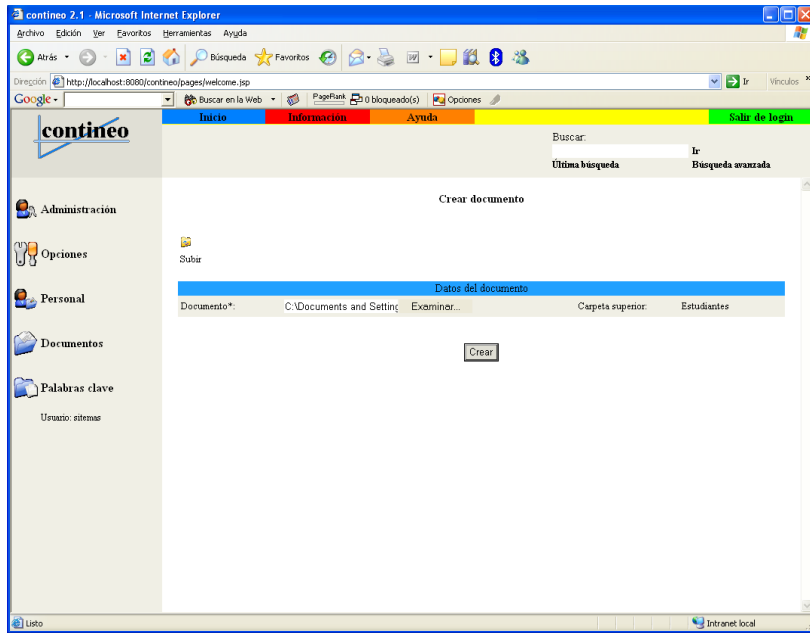 contineo 2.1 - Microsoft Internet Explorer
Archivo Edición Ver Favoritos Herramientas Ayuda
Atrás Búsqueda Favoritos
Dirección http://localhost:8080/contineo/pages/welcome.jsp Ir Vínculos »
Google Buscar en la Web PageRank 0 bloqueado(s) Opciones
contineo
Inicio Información Ayuda Salir de login
Buscar:
Ir
Última búsqueda Búsqueda avanzada
Crear documento
Administración
Opciones
Subir
Datos del documento
Personal
Documento*: C:\Documents and Setting Examinar... Carpeta superior: Estudiantes
Documentos
Crear
Palabras clave
Usuario: sitemas
Listo Intranet local